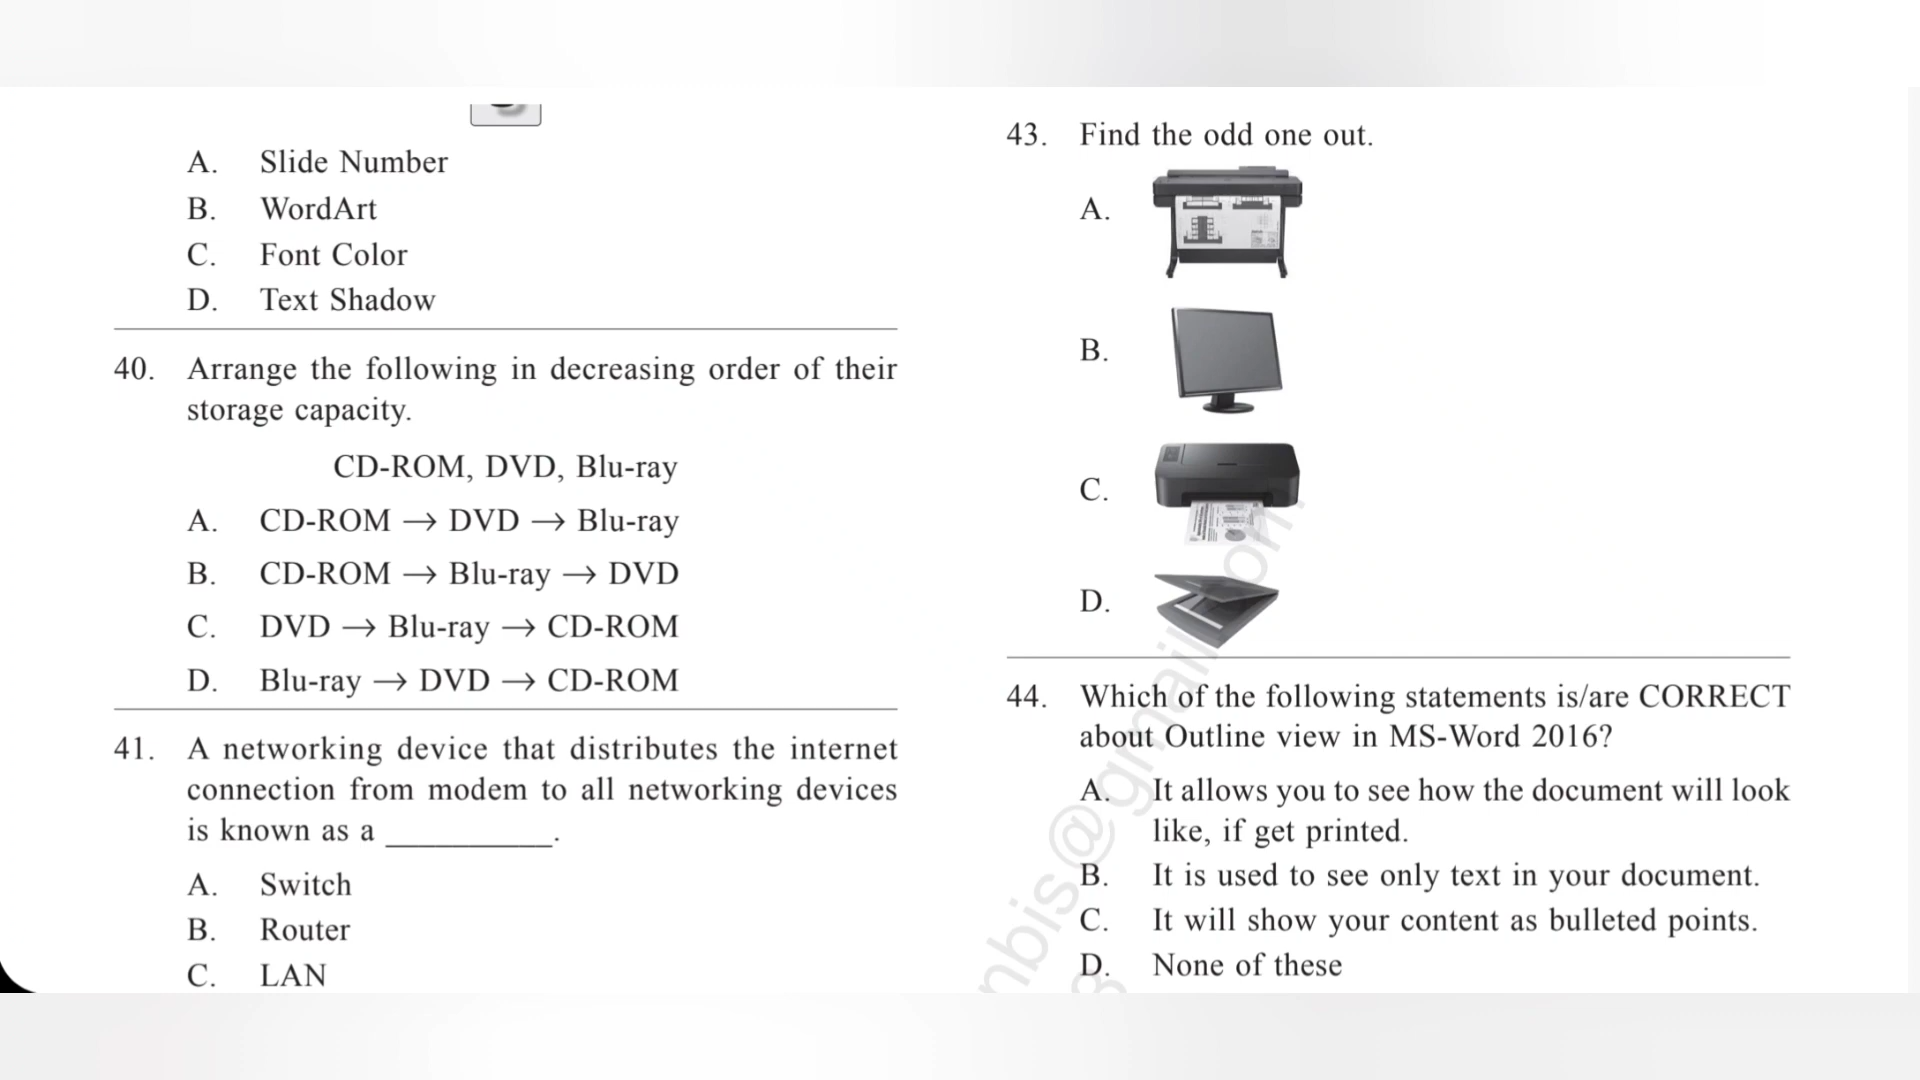 A. Slide Number
B. WordArt
C. Font Color
D. Text Shadow
40. Arrange the following in decreasing order of their
storage capacity.
CD-ROM, DVD, Blu-ray
A. CD-ROM → DVD → Blu-ray
B. CD-ROM → Blu-ray → DVD
C. DVD → Blu-ray → CD-ROM
D. Blu-ray → DVD → CD-ROM
41. A networking device that distributes the internet
connection from modem to all networking devices
is known as a __________.
A. Switch
B. Router
C. LAN
43. Find the odd one out.
A.
B.
C.
D.
44. Which of the following statements is/are CORRECT
about Outline view in MS-Word 2016?
A. It allows you to see how the document will look
like, if get printed.
B. It is used to see only text in your document.
C. It will show your content as bulleted points.
D. None of these
nbis@gmail.com.